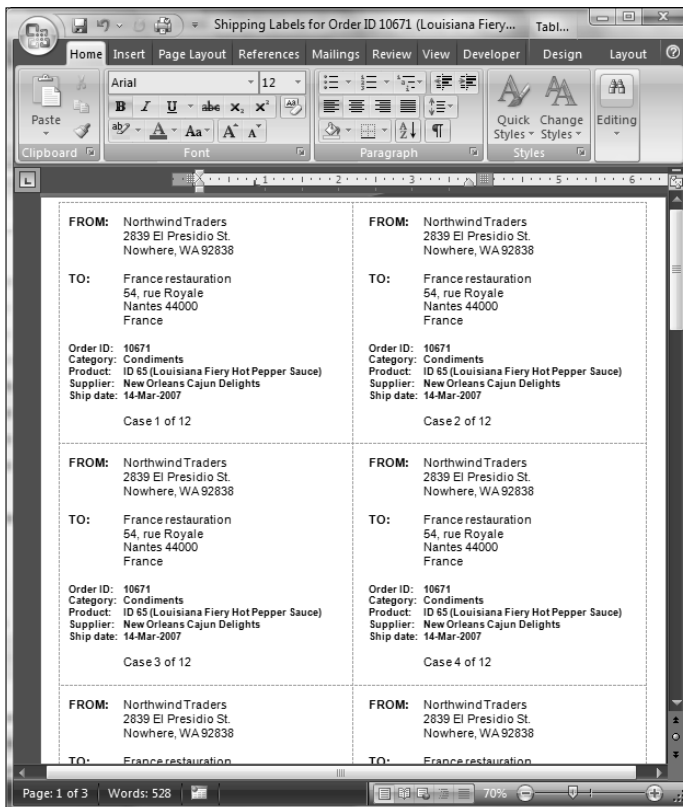 Shipping Labels for Order ID 10671 (Louisiana Fiery... Tabl...
Home Insert Page Layout References Mailings Review View Developer Design Layout
Arial 12
Paste
Quick Styles Change Styles Editing
Clipboard Font Paragraph Styles
1 2 3 5 6
FROM: Northwind Traders FROM: Northwind Traders
2839 El Presidio St. 2839 El Presidio St.
Nowhere, WA 92838 Nowhere, WA 92838
TO: France restauration TO: France restauration
54, rue Royale 54, rue Royale
Nantes 44000 Nantes 44000
France France
Order ID: 10671 Order ID: 10671
Category: Condiments Category: Condiments
Product: ID 65 (Louisiana Fiery Hot Pepper Sauce) Product: ID 65 (Louisiana Fiery Hot Pepper Sauce)
Supplier: New Orleans Cajun Delights Supplier: New Orleans Cajun Delights
Ship date: 14-Mar-2007 Ship date: 14-Mar-2007
Case 1 of 12 Case 2 of 12
FROM: Northwind Traders FROM: Northwind Traders
2839 El Presidio St. 2839 El Presidio St.
Nowhere, WA 92838 Nowhere, WA 92838
TO: France restauration TO: France restauration
54, rue Royale 54, rue Royale
Nantes 44000 Nantes 44000
France France
Order ID: 10671 Order ID: 10671
Category: Condiments Category: Condiments
Product: ID 65 (Louisiana Fiery Hot Pepper Sauce) Product: ID 65 (Louisiana Fiery Hot Pepper Sauce)
Supplier: New Orleans Cajun Delights Supplier: New Orleans Cajun Delights
Ship date: 14-Mar-2007 Ship date: 14-Mar-2007
Case 3 of 12 Case 4 of 12
FROM: Northwind Traders FROM: Northwind Traders
2839 El Presidio St. 2839 El Presidio St.
Nowhere, WA 92838 Nowhere, WA 92838
TO: France restauration TO: France restauration
Page: 1 of 3 Words: 528 70%